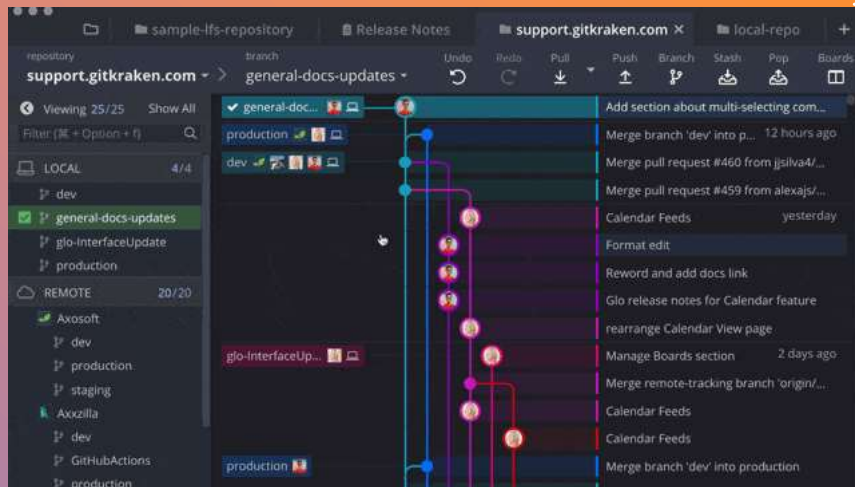 sample-lfs-repository
Release Notes
support.gitkraken.com ×
local-repo
+
repository
support.gitkraken.com
branch
general-docs-updates
Undo
Redo
Pull
Push
Branch
Stash
Pop
Boards
Viewing 25/25 Show All
Filter (⌘ + Option + f)
LOCAL 4/4
dev
general-docs-updates
glo-InterfaceUpdate
production
REMOTE 20/20
Axosoft
dev
production
staging
Axxzilla
dev
GitHubActions
production
general-doc... Add section about multi-selecting com...
production Merge branch 'dev' into p... 12 hours ago
dev Merge pull request #460 from jjsilva4/...
Merge pull request #459 from alexajs/...
Calendar Feeds yesterday
Format edit
Reword and add docs link
Glo release notes for Calendar feature
rearrange Calendar View page
glo-InterfaceUp... Manage Boards section 2 days ago
Merge remote-tracking branch 'origin/...
Calendar Feeds
Calendar Feeds
production Merge branch 'dev' into production